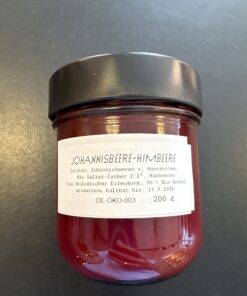 JOHANNISBEERE-HIMBEERE
Zutaten: Johannisbeeren v. Hausgarten,
Bio Gelier-Zucker 2:1*, Himbeeren
*aus Ökologischer Erzeugung, 96 % Bio-Anteil
mindestens haltbar bis: 19.7.2024
DE-ÖKO-003 200 g